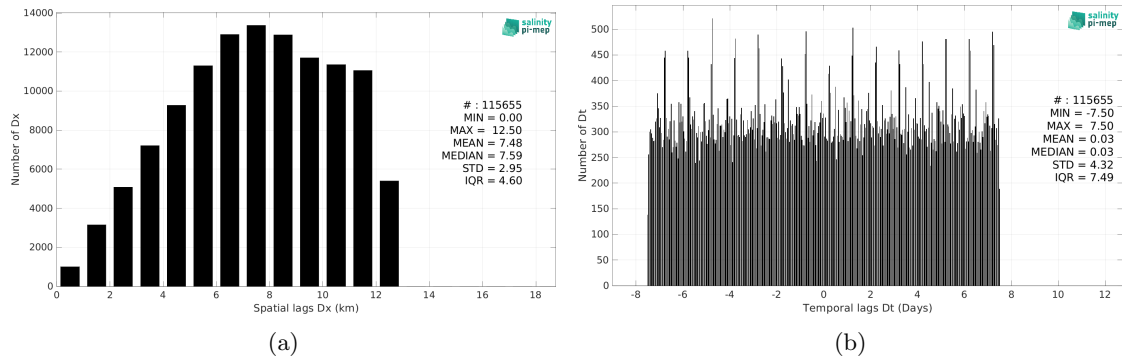 14000
12000
10000
8000
6000
4000
2000
0
Number of Dx
salinity
pi-mep
# : 115655
MIN = 0.00
MAX = 12.50
MEAN = 7.48
MEDIAN = 7.59
STD = 2.95
IQR = 4.60
0 2 4 6 8 10 12 14 16 18
Spatial lags Dx (km)
(a)
500
450
400
350
300
250
200
150
100
50
0
Number of Dt
salinity
pi-mep
# : 115655
MIN = -7.50
MAX = 7.50
MEAN = 0.03
MEDIAN = 0.03
STD = 4.32
IQR = 7.49
-8 -6 -4 -2 0 2 4 6 8 10 12
Temporal lags Dt (Days)
(b)